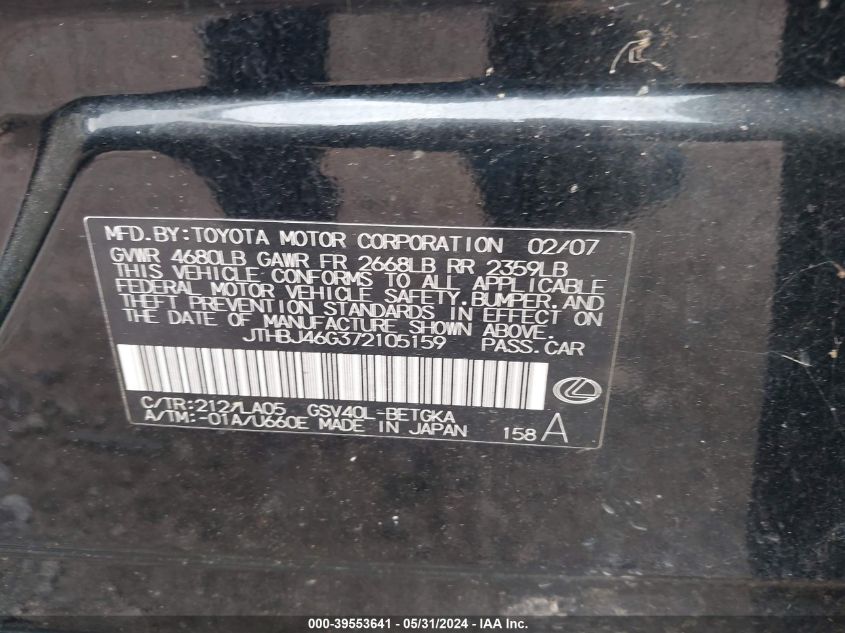 MFD.BY:TOYOTA MOTOR CORPORATION 02/07
GVWR 4680LB GAWR FR 2668LB RR 2359LB
THIS VEHICLE CONFORMS TO ALL APPLICABLE
FEDERAL MOTOR VEHICLE SAFETY.BUMPER.AND
THEFT PREVENTION STANDARDS IN EFFECT ON
THE DATE OF MANUFACTURE SHOWN ABOVE.
JTHBJ46G372105159 PASS.CAR
C/TR:212/LA05 GSV40L-BETGKA
A/TM:-01A/U660E MADE IN JAPAN 158 A
000-39553641 - 05/31/2024 - IAA Inc.